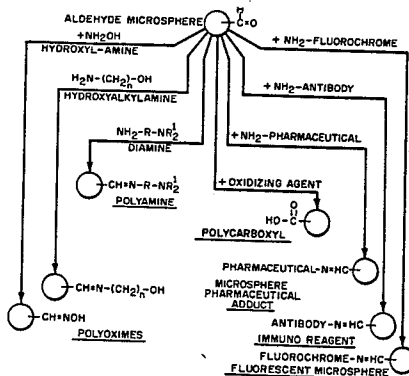 ALDEHYDE MICROSPHERE
H
C=O
+NH2OH
HYDROXYL-AMINE
+ NH2-FLUOROCHROME
H2N-(CH2)n-OH
HYDROXYALKYLAMINE
+ NH2-ANTIBODY
NH2-R-NR21
DIAMINE
+NH2-PHARMACEUTICAL
+OXIDIZING AGENT
CH=N-R-NR21
POLYAMINE
O
HO-C
POLYCARBOXYL
PHARMACEUTICAL-N=HC
MICROSPHERE
PHARMACEUTICAL
ADDUCT
CH=N-(CH2)n-OH
CH=NOH
POLYOXIMES
ANTIBODY-N=HC
IMMUNO REAGENT
FLUOROCHROME-N=HC
FLUORESCENT MICROSPHERE